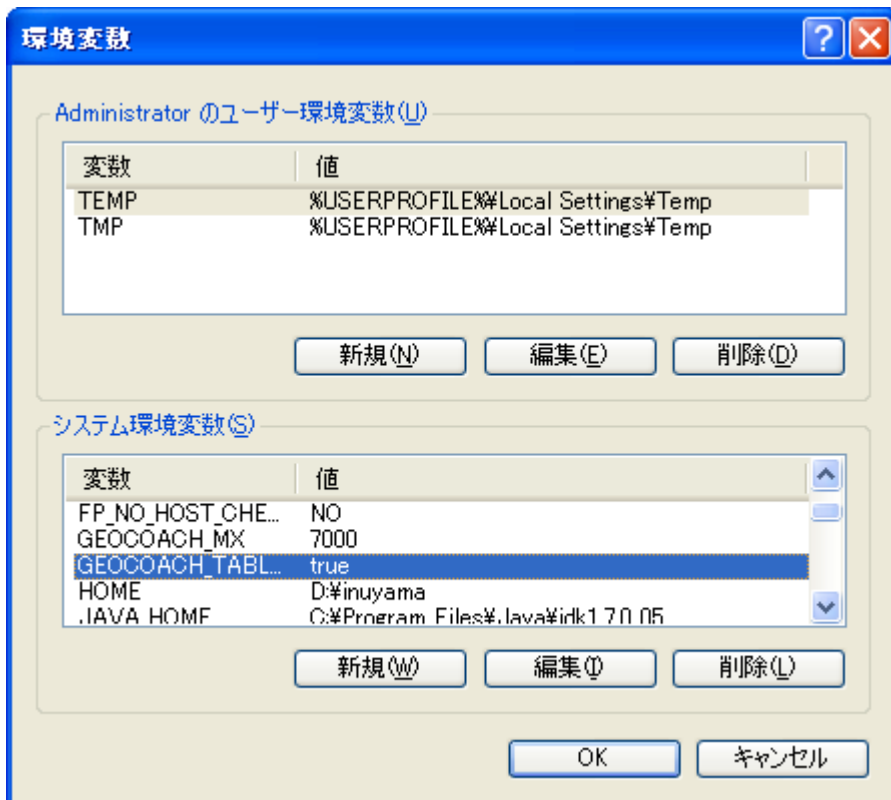 環境変数
Administrator のユーザー環境変数(U)
変数 値
TEMP %USERPROFILE%¥Local Settings¥Temp
TMP %USERPROFILE%¥Local Settings¥Temp
新規(N) 編集(E) 削除(D)
システム環境変数(S)
変数 値
FP_NO_HOST_CHE... NO
GEOCOACH_MX 7000
GEOCOACH_TABL... true
HOME D:¥inuyama
JAVA_HOME C:¥Program Files¥Java¥jdk1.7.0_05
新規(W) 編集(I) 削除(L)
OK キャンセル